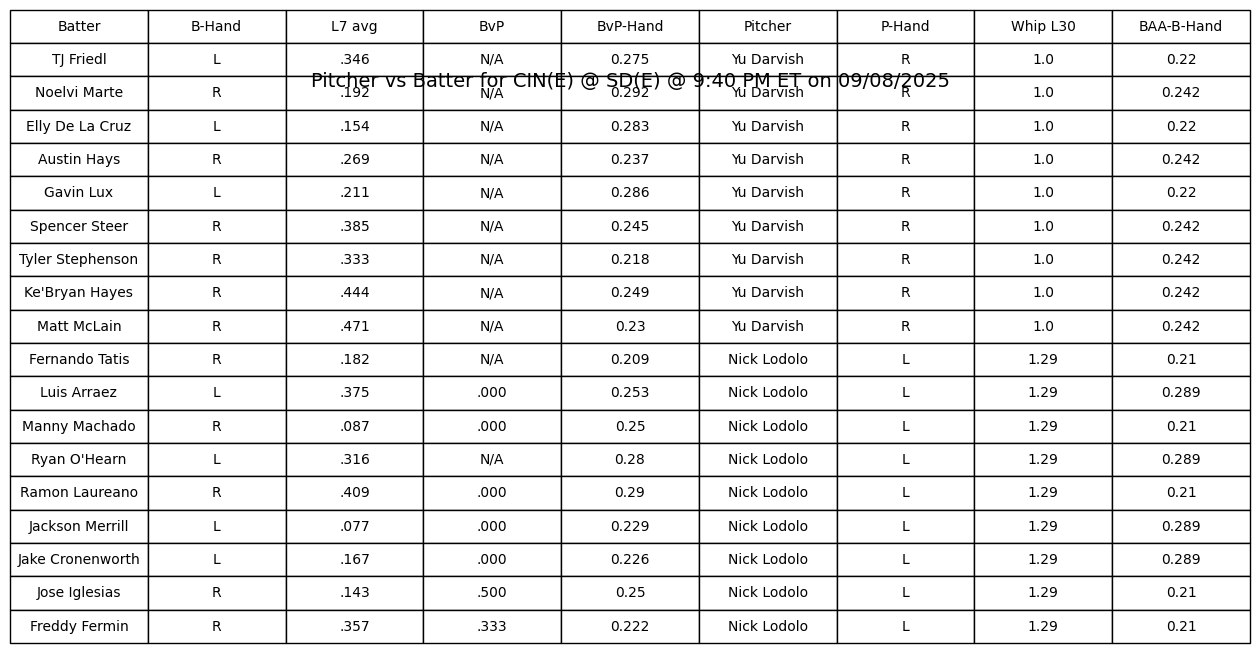 Batter B-Hand L7 avg BvP BvP-Hand Pitcher P-Hand Whip L30 BAA-B-Hand
TJ Friedl L .346 N/A 0.275 Yu Darvish R 1.0 0.22
Pitcher vs Batter for CIN(E) @ SD(E) @ 9:40 PM ET on 09/08/2025
Noelvi Marte R .192 N/A 0.292 Yu Darvish R 1.0 0.242
Elly De La Cruz L .154 N/A 0.283 Yu Darvish R 1.0 0.22
Austin Hays R .269 N/A 0.237 Yu Darvish R 1.0 0.242
Gavin Lux L .211 N/A 0.286 Yu Darvish R 1.0 0.22
Spencer Steer R .385 N/A 0.245 Yu Darvish R 1.0 0.242
Tyler Stephenson R .333 N/A 0.218 Yu Darvish R 1.0 0.242
Ke'Bryan Hayes R .444 N/A 0.249 Yu Darvish R 1.0 0.242
Matt McLain R .471 N/A 0.23 Yu Darvish R 1.0 0.242
Fernando Tatis R .182 N/A 0.209 Nick Lodolo L 1.29 0.21
Luis Arraez L .375 .000 0.253 Nick Lodolo L 1.29 0.289
Manny Machado R .087 .000 0.25 Nick Lodolo L 1.29 0.21
Ryan O'Hearn L .316 N/A 0.28 Nick Lodolo L 1.29 0.289
Ramon Laureano R .409 .000 0.29 Nick Lodolo L 1.29 0.21
Jackson Merrill L .077 .000 0.229 Nick Lodolo L 1.29 0.289
Jake Cronenworth L .167 .000 0.226 Nick Lodolo L 1.29 0.289
Jose Iglesias R .143 .500 0.25 Nick Lodolo L 1.29 0.21
Freddy Fermin R .357 .333 0.222 Nick Lodolo L 1.29 0.21